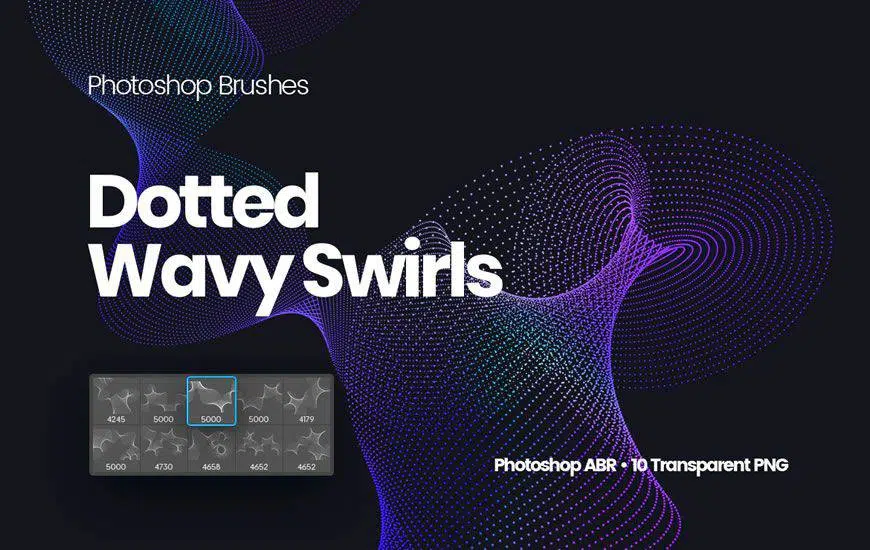 Photoshop Brushes
Dotted
Wavy Swirls
4245 5000 5000 5000 4179
5000 4730 4658 4652 4652
Photoshop ABR • 10 Transparent PNG